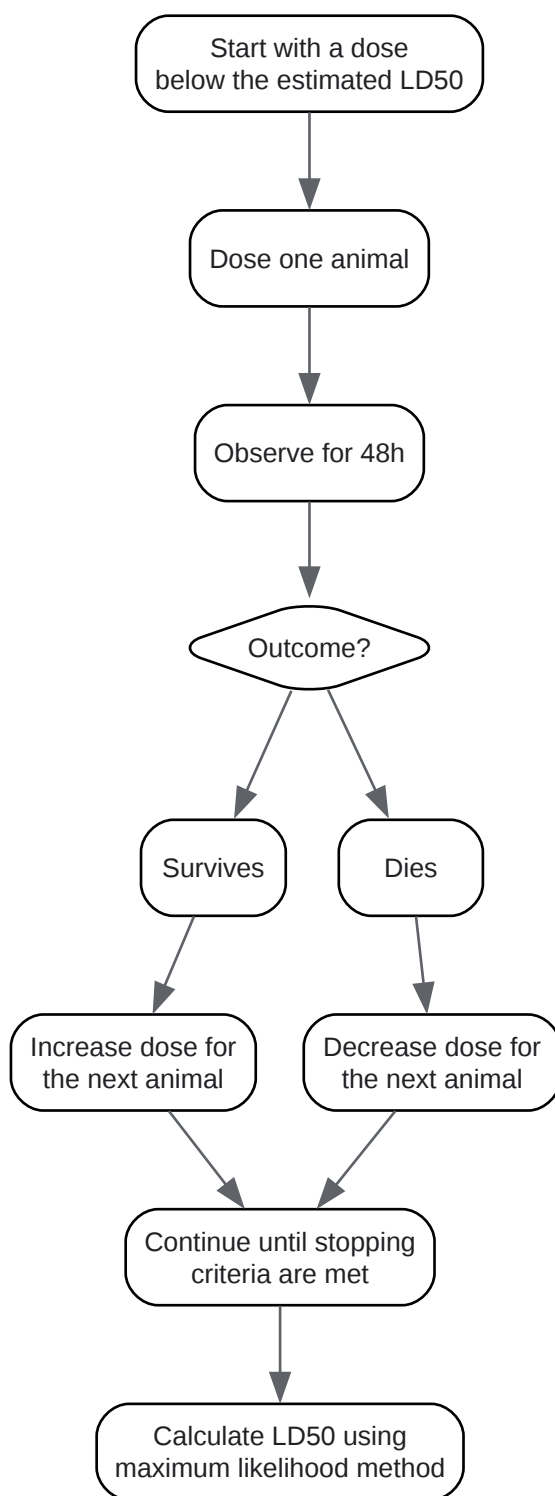 Start with a dose
below the estimated LD50
Dose one animal
Observe for 48h
Outcome?
Survives
Dies
Increase dose for
the next animal
Decrease dose for
the next animal
Continue until stopping
criteria are met
Calculate LD50 using
maximum likelihood method